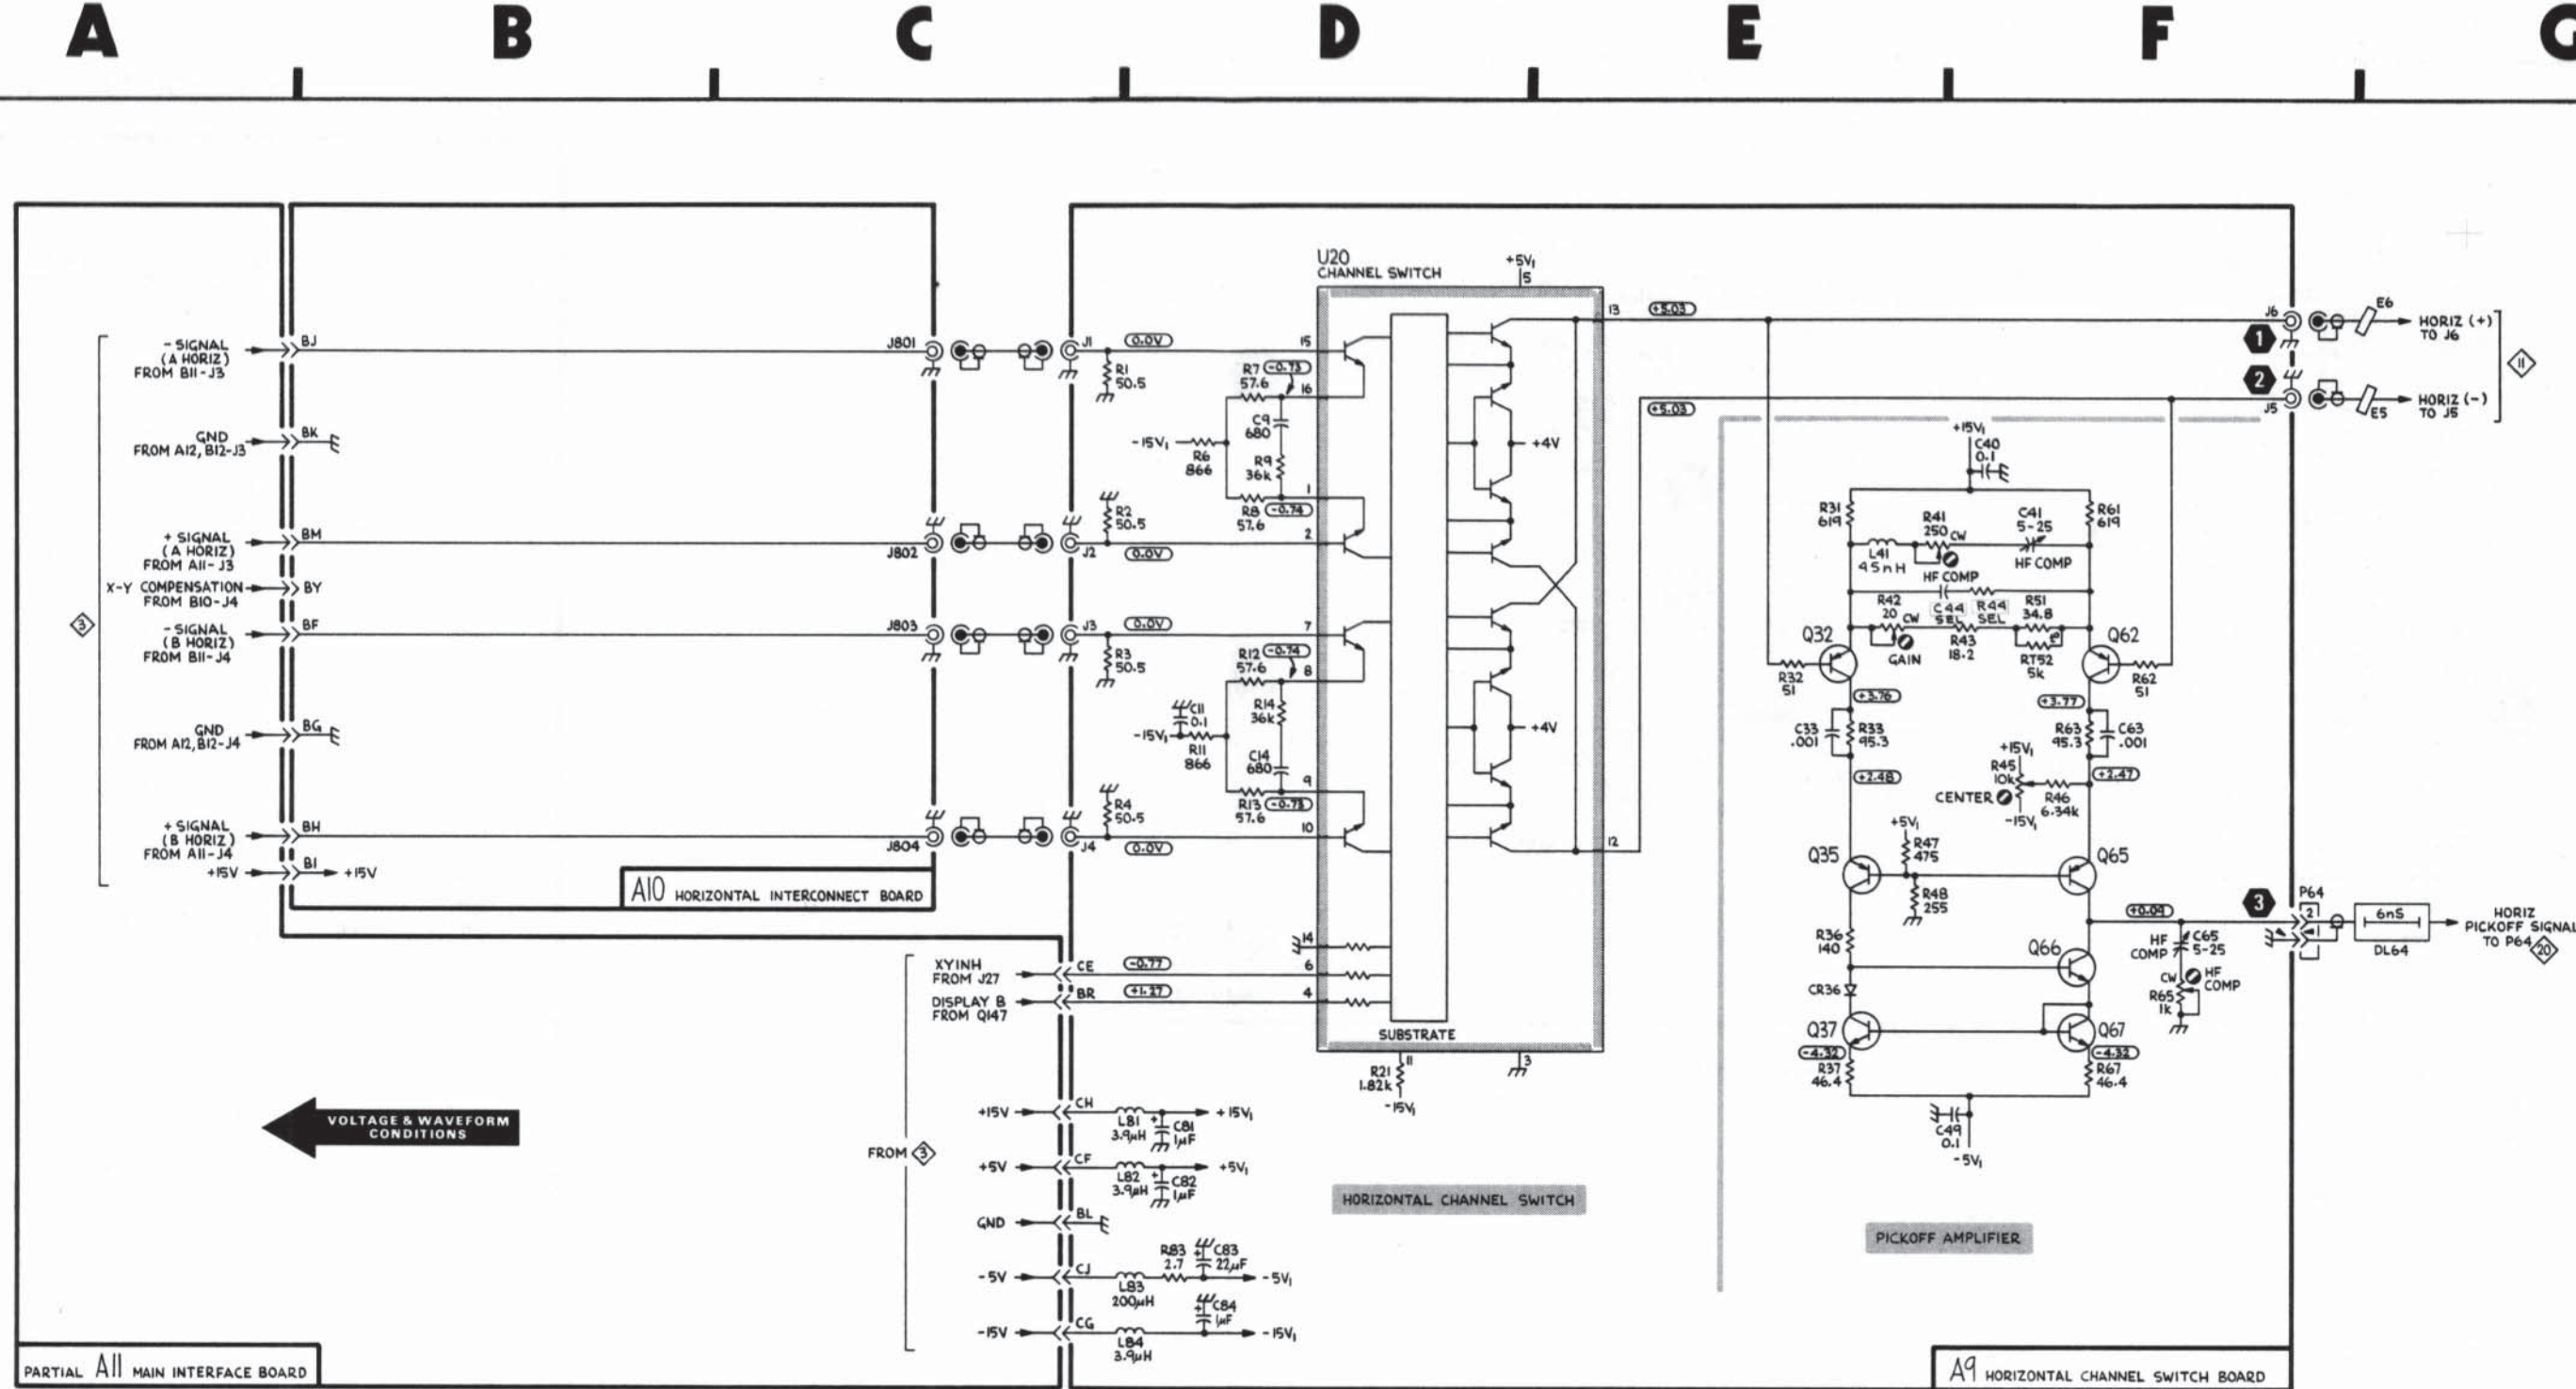 A B C D E F G
U20
CHANNEL SWITCH
+5V₁
5
- SIGNAL
(A HORIZ)
FROM B11-J3
BJ
J801
J1
0.0V
R1
50.5
15
R7
57.6
-0.73
16
13
+5.03
J6
1
E6
HORIZ (+)
TO J6
11
2
J5
E5
HORIZ (-)
TO J5
+5.03
GND
FROM A12, B12-J3
BK
-15V₁
R6
866
C9
680
R9
36k
1
R8
57.6
-0.74
+4V
+ SIGNAL
(A HORIZ)
FROM A11- J3
BM
J802
J2
R2
50.5
0.0V
2
X-Y COMPENSATION
FROM B10-J4
BY
3
- SIGNAL
(B HORIZ)
FROM B11- J4
BF
J803
J3
0.0V
R3
50.5
7
R12
57.6
-0.74
8
GND
FROM A12, B12-J4
BG
C11
0.1
-15V₁
R11
866
R14
36k
C14
680
9
R13
57.6
-0.73
+4V
+ SIGNAL
(B HORIZ)
FROM A11-J4
BH
J804
J4
R4
50.5
0.0V
10
12
+15V
BI
+15V
A10 HORIZONTAL INTERCONNECT BOARD
+15V₁
C40
0.1
R31
619
R61
619
R41
250
CW
C41
5-25
L41
45nH
HF COMP
HF COMP
R42
20
CW
C44
SEL
R44
SEL
R51
34.8
GAIN
R43
18.2
RT52
5k
Q32
Q62
R32
51
R62
51
+3.76
+3.77
C33
.001
R33
95.3
R63
95.3
C63
.001
+2.48
+2.47
+15V₁
R45
10k
CENTER
-15V₁
R46
6.34k
+5V₁
R47
475
Q35
Q65
R48
255
+0.09
3
P64
2
6nS
DL64
HORIZ
PICKOFF SIGNAL
TO P64
20
R36
140
Q66
HF
COMP
C65
5-25
CW
HF
COMP
R65
1k
CR36
Q37
Q67
-4.32
-4.32
R37
46.4
R67
46.4
C49
0.1
-5V₁
14
XYINH
FROM J27
CE
-0.77
6
DISPLAY B
FROM Q147
BR
+1.27
4
SUBSTRATE
R21
1.82k
11
-15V₁
3
VOLTAGE & WAVEFORM
CONDITIONS
FROM 3
+15V
CH
L81
3.9µH
C81
1µF
+15V₁
+5V
CF
L82
3.9µH
C82
1µF
+5V₁
GND
BL
-5V
CJ
L83
200µH
R83
2.7
C83
22µF
-5V₁
-15V
CG
L84
3.9µH
C84
1µF
-15V₁
HORIZONTAL CHANNEL SWITCH
PICKOFF AMPLIFIER
PARTIAL A11 MAIN INTERFACE BOARD
A9 HORIZONTAL CHANNEL SWITCH BOARD